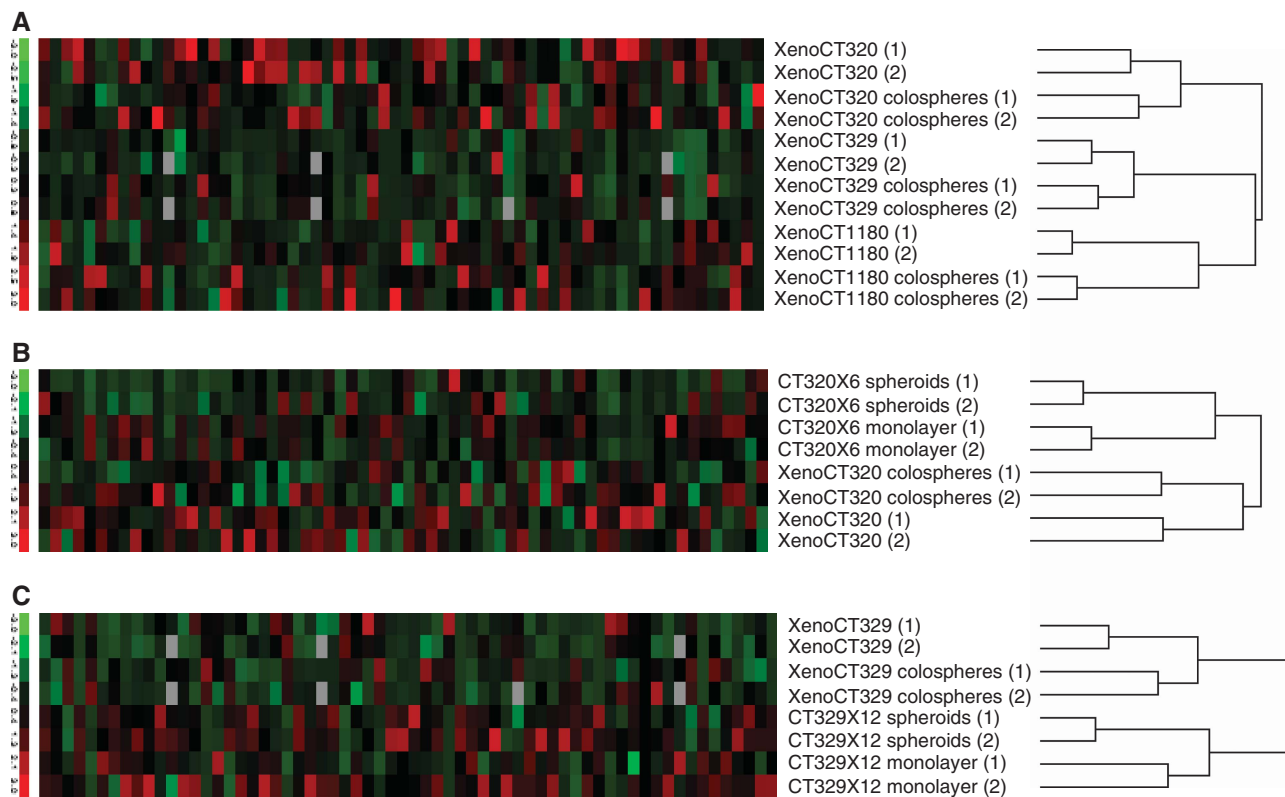 A
XenoCT320 (1)
XenoCT320 (2)
XenoCT320 colospheres (1)
XenoCT320 colospheres (2)
XenoCT329 (1)
XenoCT329 (2)
XenoCT329 colospheres (1)
XenoCT329 colospheres (2)
XenoCT1180 (1)
XenoCT1180 (2)
XenoCT1180 colospheres (1)
XenoCT1180 colospheres (2)
B
CT320X6 spheroids (1)
CT320X6 spheroids (2)
CT320X6 monolayer (1)
CT320X6 monolayer (2)
XenoCT320 colospheres (1)
XenoCT320 colospheres (2)
XenoCT320 (1)
XenoCT320 (2)
C
XenoCT329 (1)
XenoCT329 (2)
XenoCT329 colospheres (1)
XenoCT329 colospheres (2)
CT329X12 spheroids (1)
CT329X12 spheroids (2)
CT329X12 monolayer (1)
CT329X12 monolayer (2)